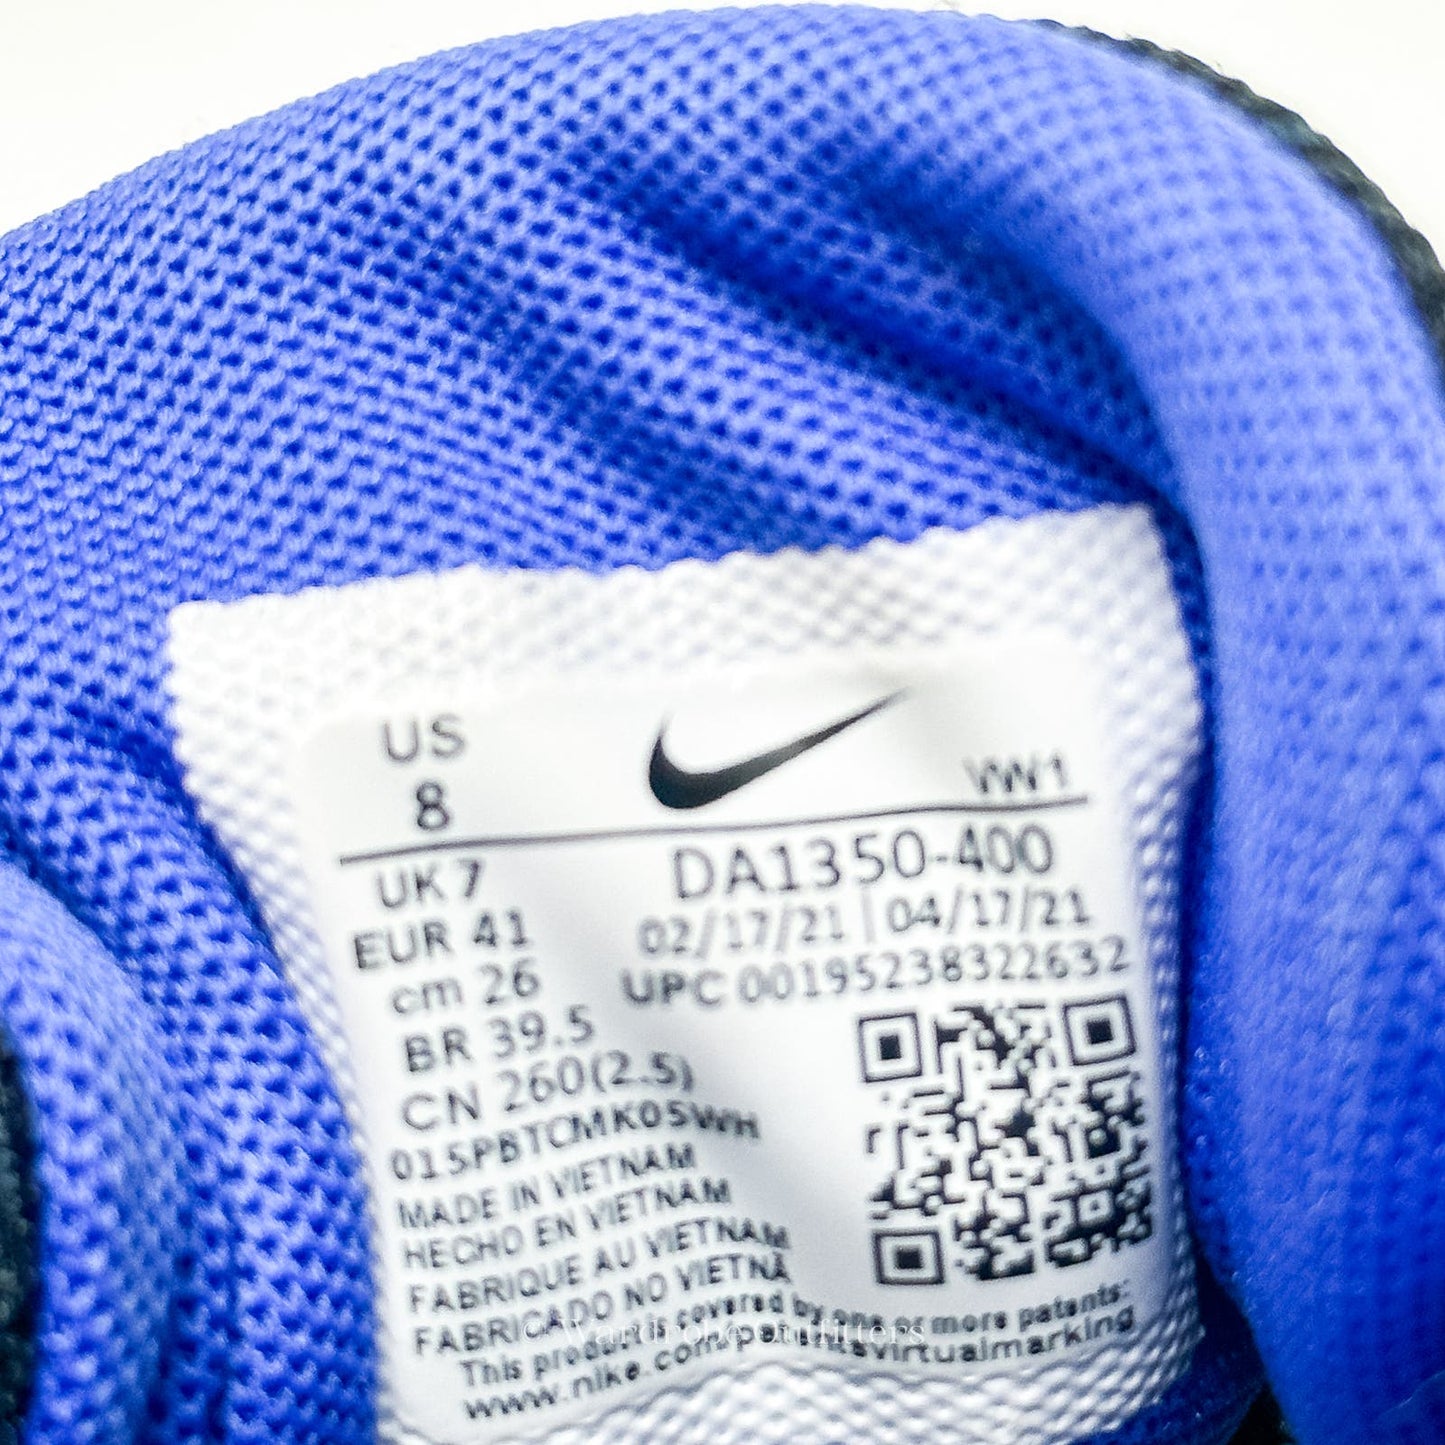 US
8
VW1
UK 7
DA1350-400
EUR 41
02/17/21 | 04/17/21
cm 26
UPC 00195238322632
BR 39.5
CN 260(2.5)
015PBTCMK05WH
MADE IN VIETNAM
HECHO EN VIETNAM
FABRIQUE AU VIETNAM
FABRICADO NO VIETNÃ
This product is covered by one or more patents:
www.nike.com/patentsvirtualmarking
© Wardrobe Outfitters